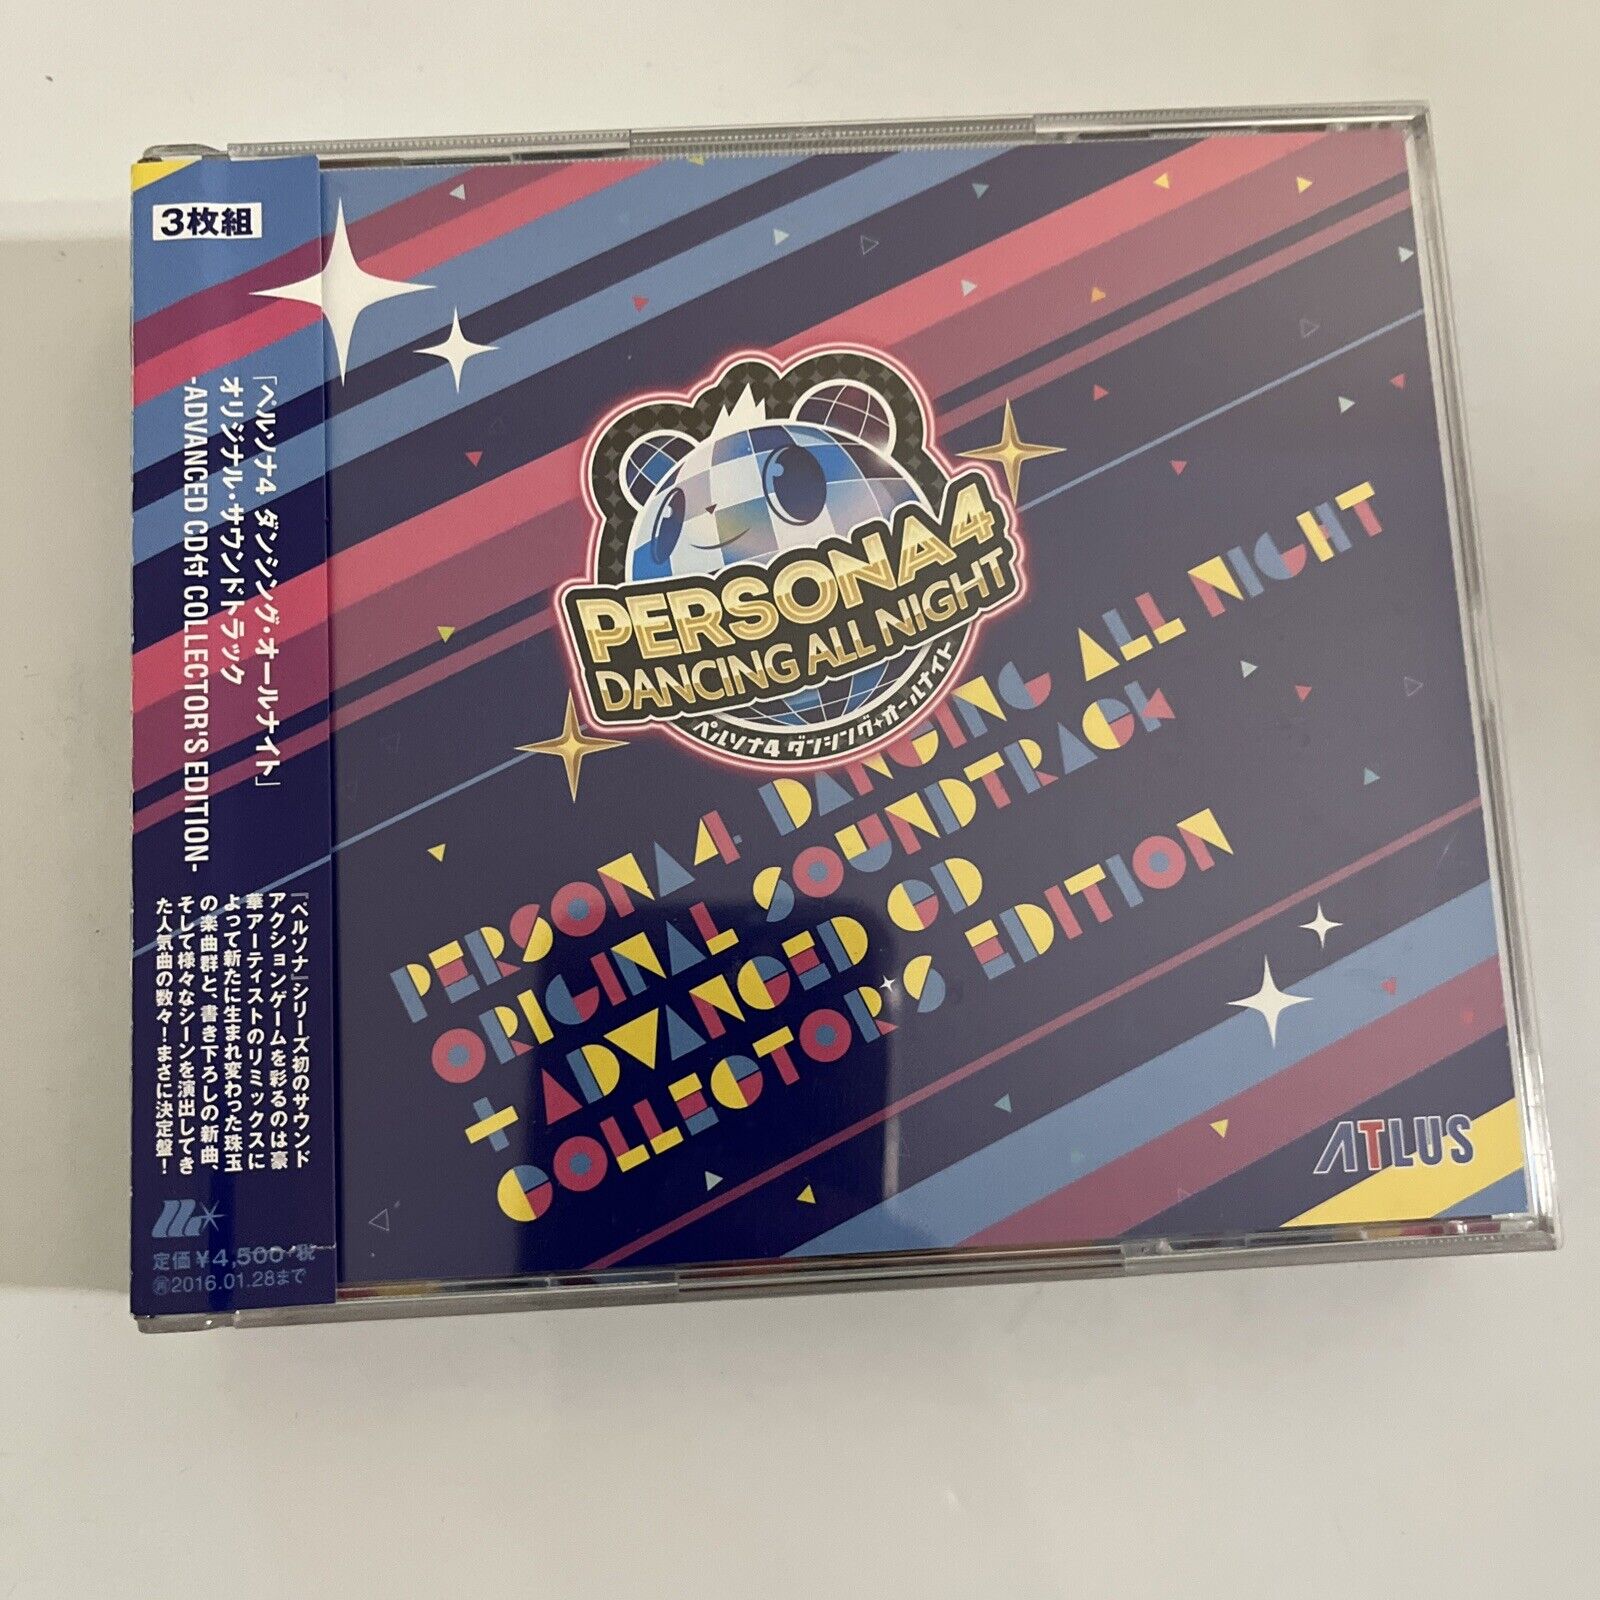 3枚組
「ペルソナ4 ダンシング・オールナイト」
オリジナル・サウンドトラック
-ADVANCED CD付 COLLECTOR'S EDITION-
『ペルソナ』シリーズ初のサウンド
アクションゲームを彩るのは豪
華アーティストのリミックスに
よって新たに生まれ変わった珠玉
の楽曲群と、書き下ろしの新曲、
そして様々なシーンを演出してき
た人気曲の数々!まさに決定盤!
定価¥4,500+税
再2016.01.28まで
PERSONA4
DANCING ALL NIGHT
ペルソナ4 ダンシング✦オールナイト
PERSONA4 DANCING ALL NIGHT
ORIGINAL SOUNDTRACK
+ ADVANCED CD
COLLECTOR'S EDITION
ATLUS